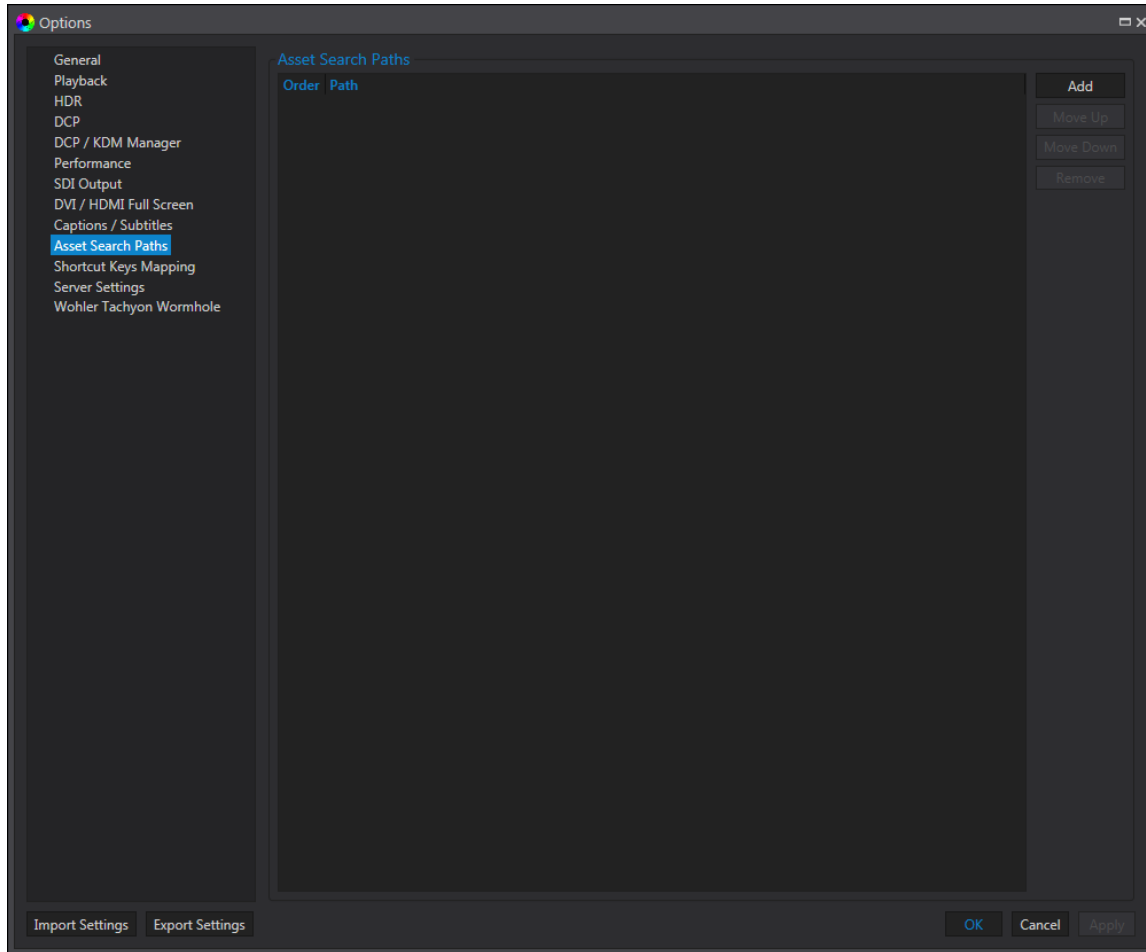 Options
General
Playback
HDR
DCP
DCP / KDM Manager
Performance
SDI Output
DVI / HDMI Full Screen
Captions / Subtitles
Asset Search Paths
Shortcut Keys Mapping
Server Settings
Wohler Tachyon Wormhole
Asset Search Paths
Order Path
Add
Move Up
Move Down
Remove
Import Settings Export Settings OK Cancel Apply